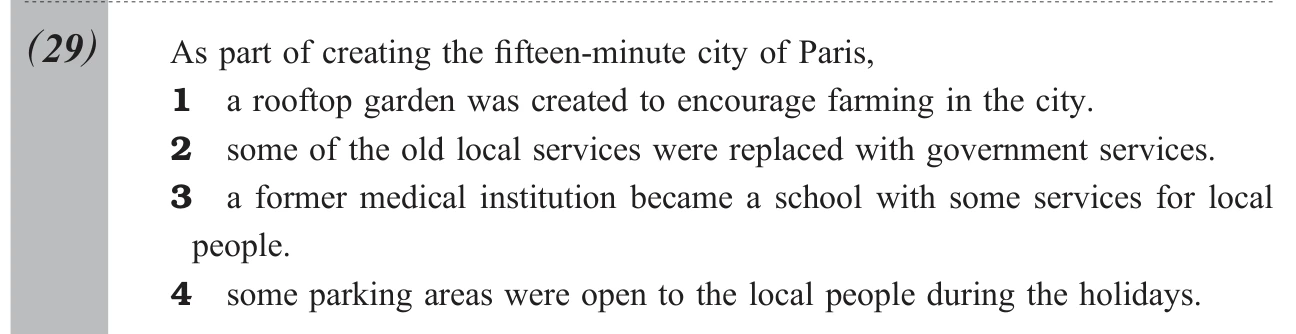 (29) As part of creating the fifteen-minute city of Paris,
1 a rooftop garden was created to encourage farming in the city.
2 some of the old local services were replaced with government services.
3 a former medical institution became a school with some services for local
people.
4 some parking areas were open to the local people during the holidays.